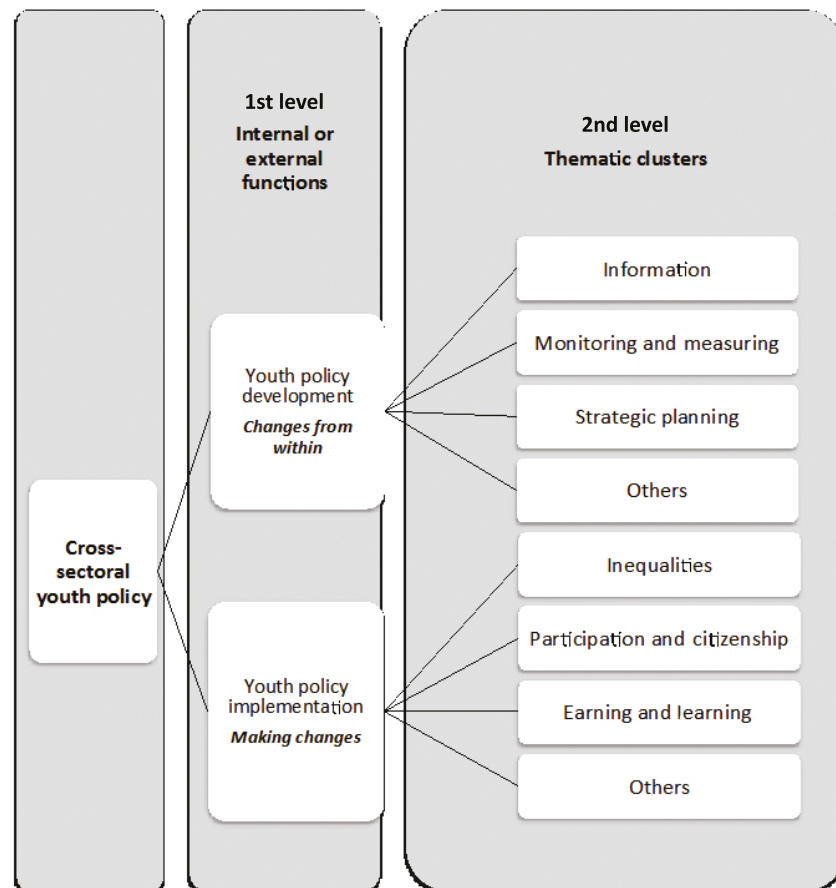 1st level
Internal or
external
functions
2nd level
Thematic clusters
Cross-
sectoral
youth policy
Youth policy
development
Changes from
within
Youth policy
implementation
Making changes
Information
Monitoring and measuring
Strategic planning
Others
Inequalities
Participation and citizenship
Earning and learning
Others